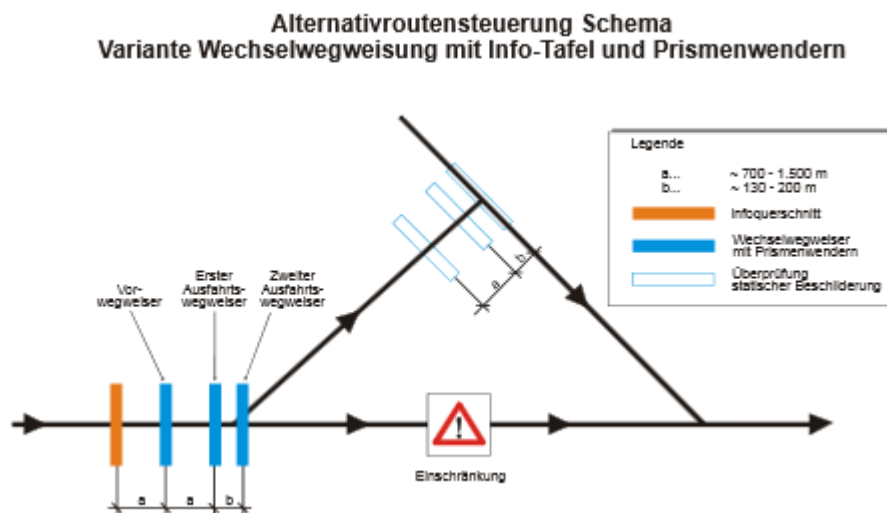 Alternativroutensteuerung Schema
Variante Wechselwegweisung mit Info-Tafel und Prismenwendern
Legende
a... ~ 700 - 1.500 m
b... ~ 130 - 200 m
Infoquerschnitt
Wechselwegweiser
mit Prismenwendern
Überprüfung
statischer Beschilderung
b
a
Vor-
wegweiser
Erster
Ausfahrts-
wegweiser
Zweiter
Ausfahrts-
wegweiser
!
Einschränkung
a
a
b